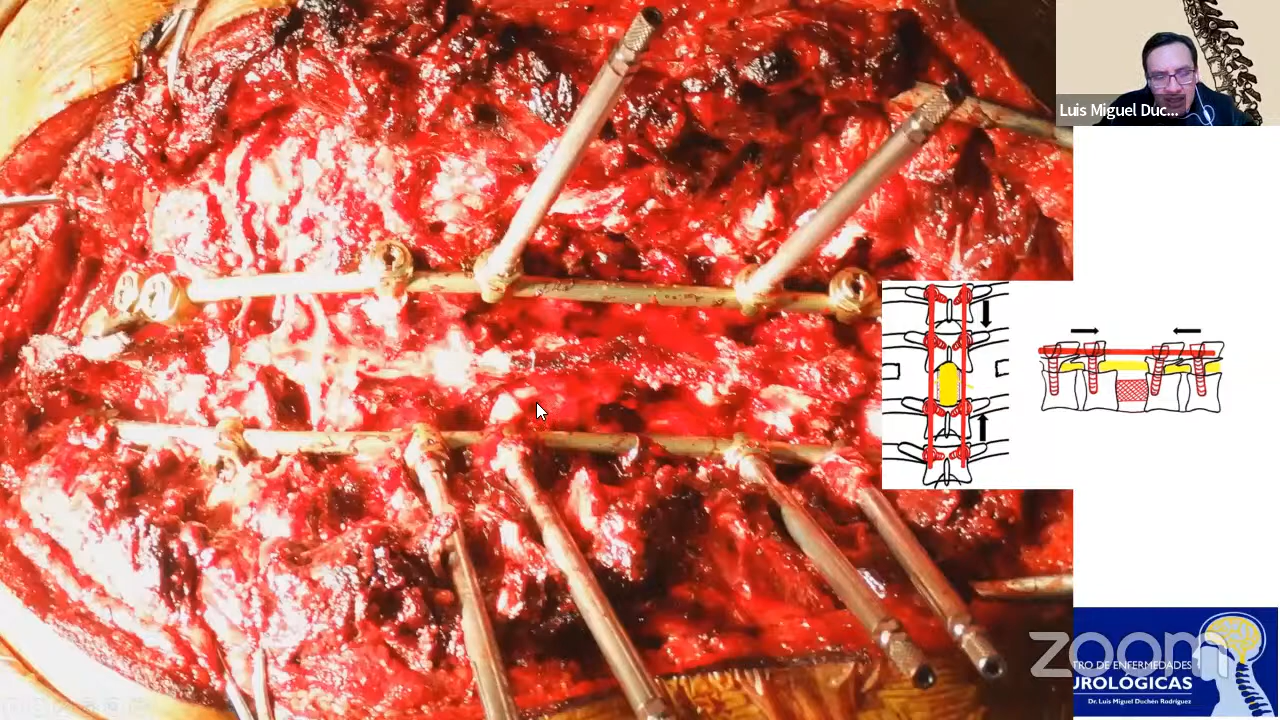 Luis Miguel Duc...
zoom
TRO DE ENFERMEDADES
UROLÓGICAS
Dr. Luis Miguel Duchén Rodríguez